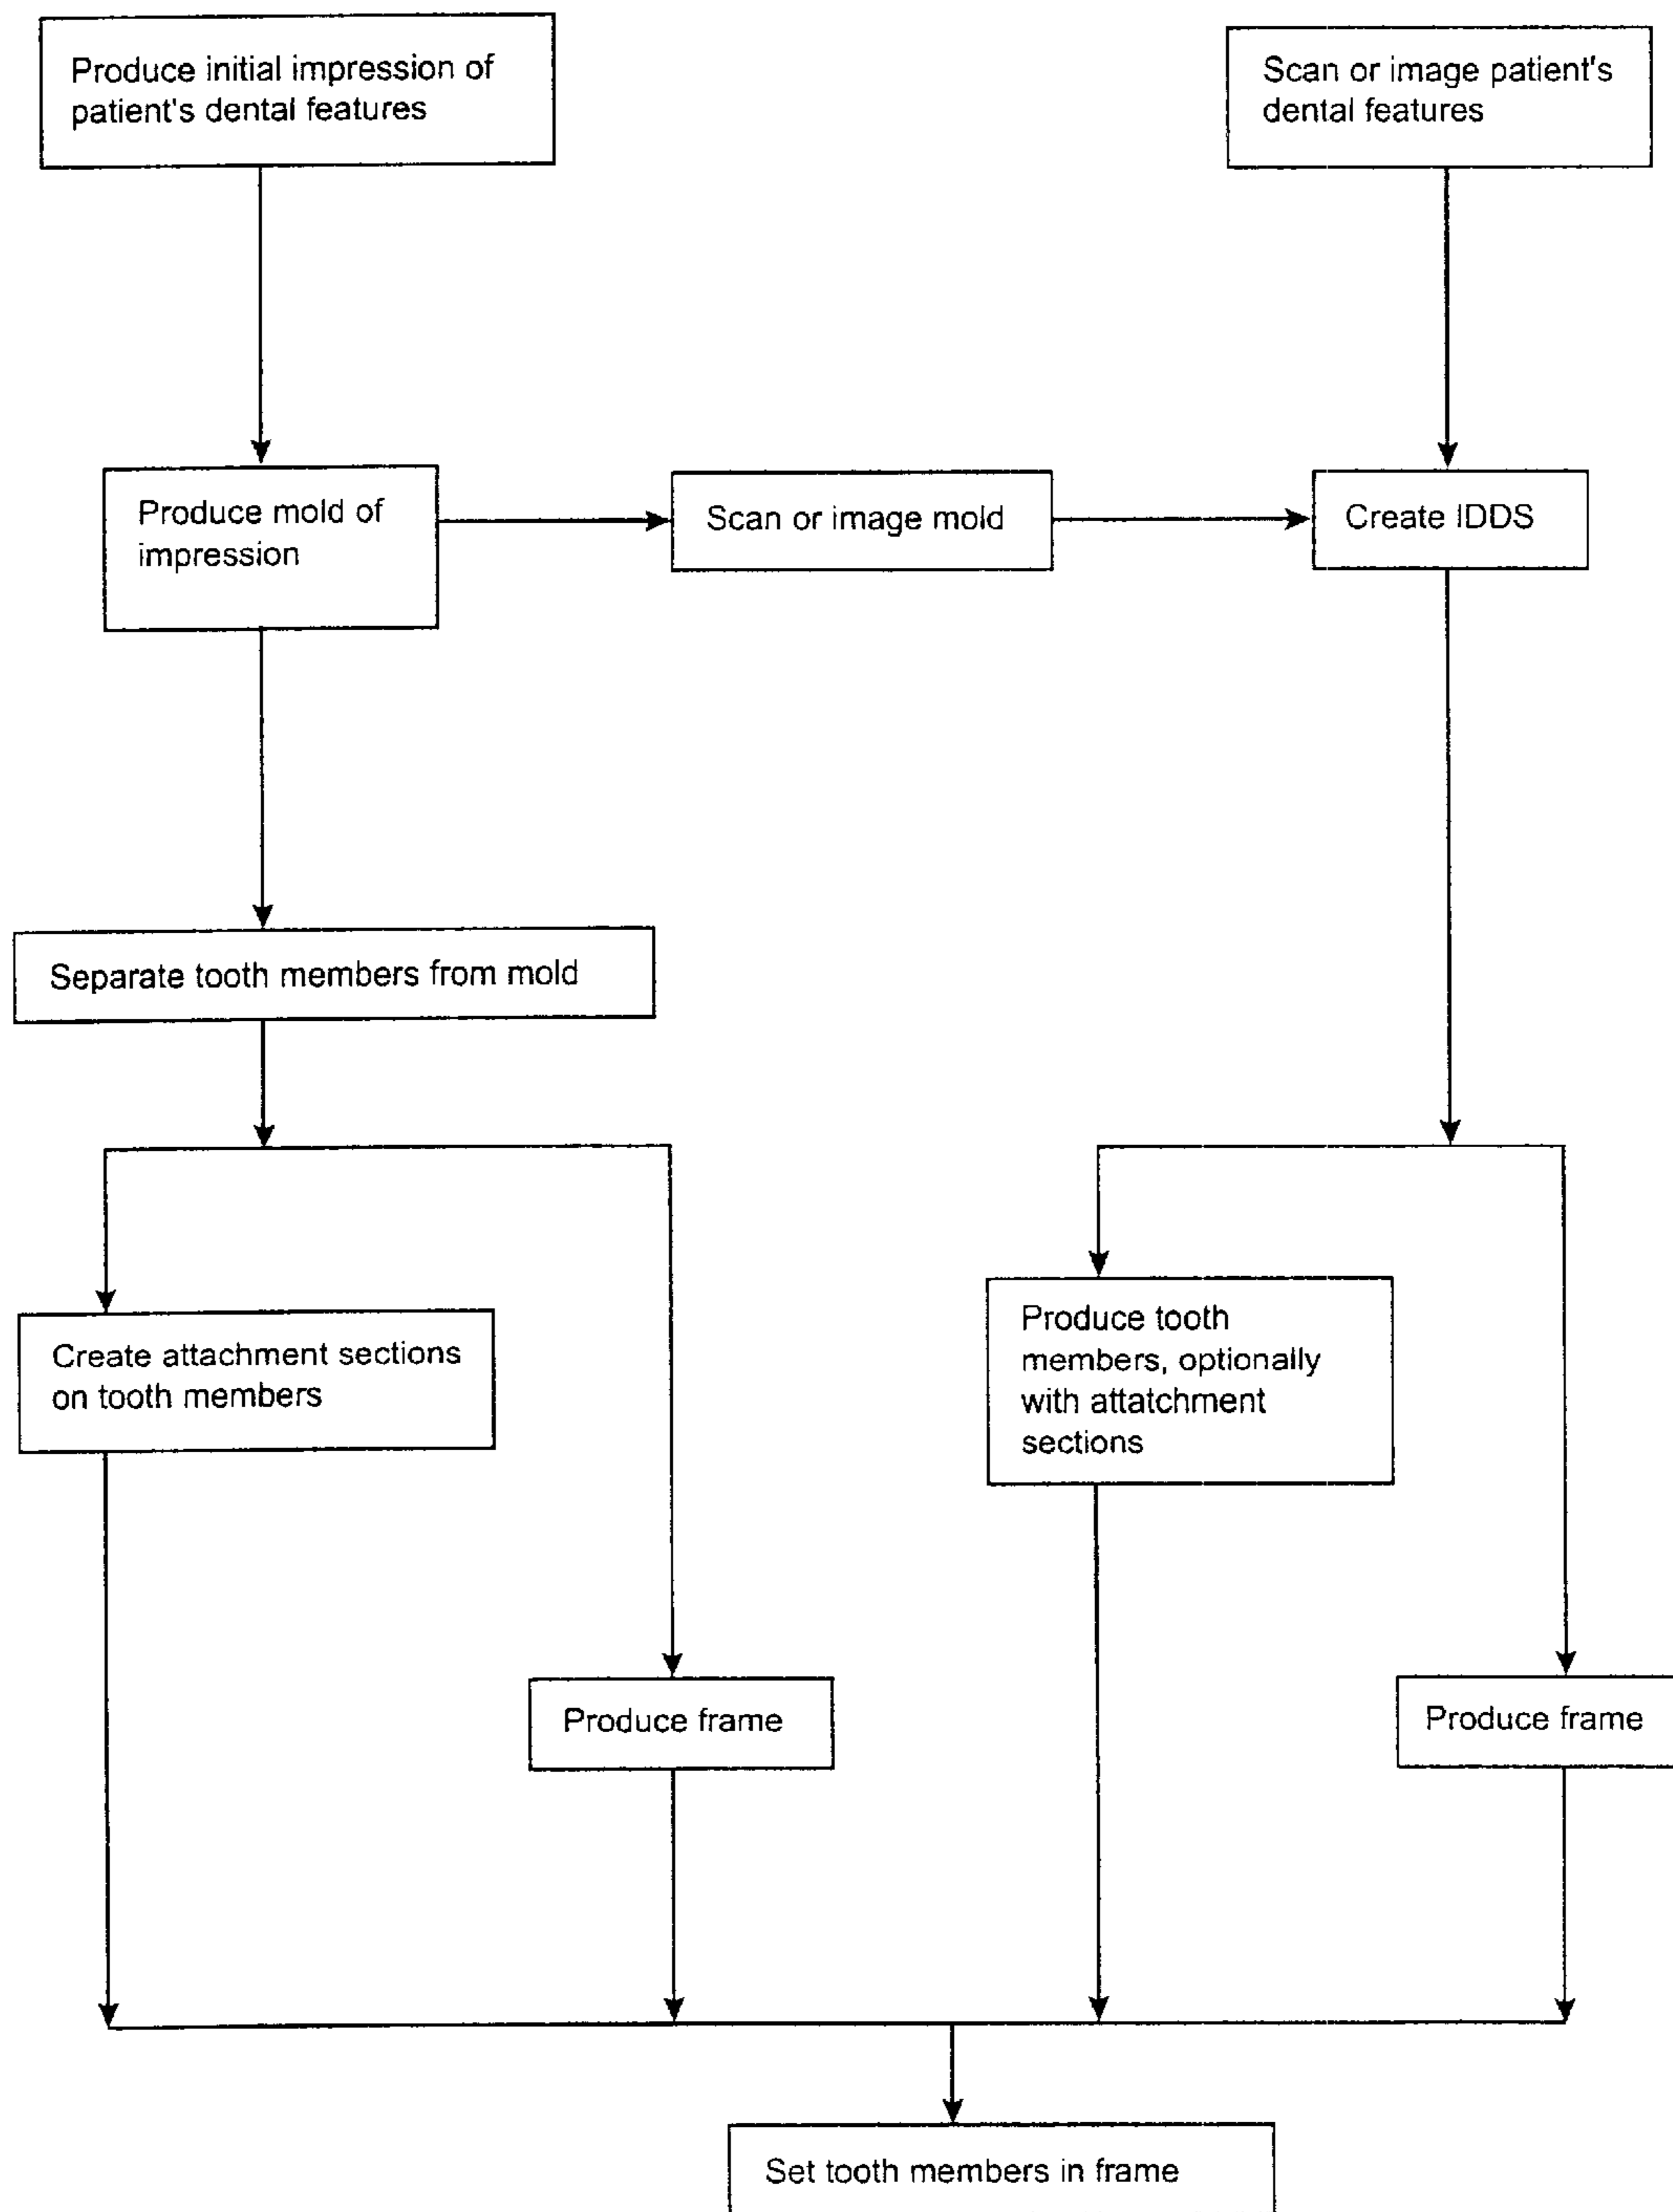 Produce initial impression of
patient's dental features
Scan or image patient's
dental features
Produce mold of
impression
Scan or image mold
Create IDDS
Separate tooth members from mold
Create attachment sections
on tooth members
Produce tooth
members, optionally
with attatchment
sections
Produce frame
Produce frame
Set tooth members in frame